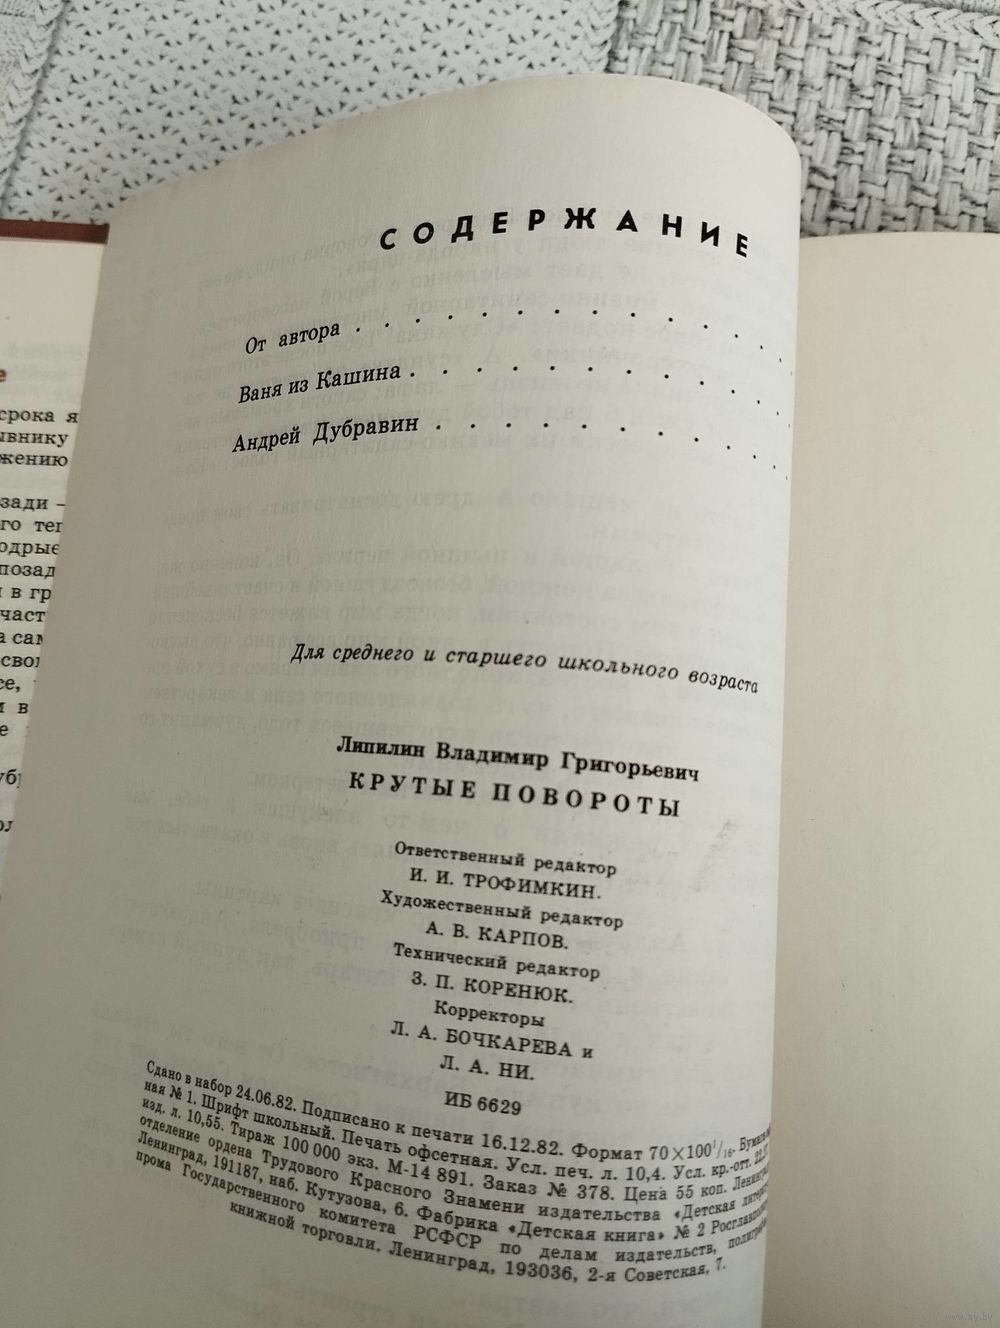 СОДЕРЖАНИЕ
От автора . . . . . . . . . . . .
Ваня из Кашина . . . . . . . . . .
Андрей Дубравин . . . . . . . . .
Для среднего и старшего школьного возраста
Липилин Владимир Григорьевич
КРУТЫЕ ПОВОРОТЫ
Ответственный редактор
И. И. ТРОФИМКИН.
Художественный редактор
А. В. КАРПОВ.
Технический редактор
З. П. КОРЕНЮК.
Корректоры
Л. А. БОЧКАРЕВА и
Л. А. НИ.
ИБ 6629
Сдано в набор 24.06.82. Подписано к печати 16.12.82. Формат 70×100¹/₁₆.
ная № 1. Шрифт школьный. Печать офсетная. Усл. печ. л. 10,4. Усл. кр.-отт.
изд. л. 10,55. Тираж 100 000 экз. М-14 891. Заказ № 378. Цена 55 коп.
отделение ордена Трудового Красного Знамени издательства «Детская
Ленинград, 191187, наб. Кутузова, 6. Фабрика «Детская книга» № 2
прома Государственного комитета РСФСР по делам издательств,
книжной торговли. Ленинград, 193036, 2-я Советская, 7.
срока я
жению
зади –